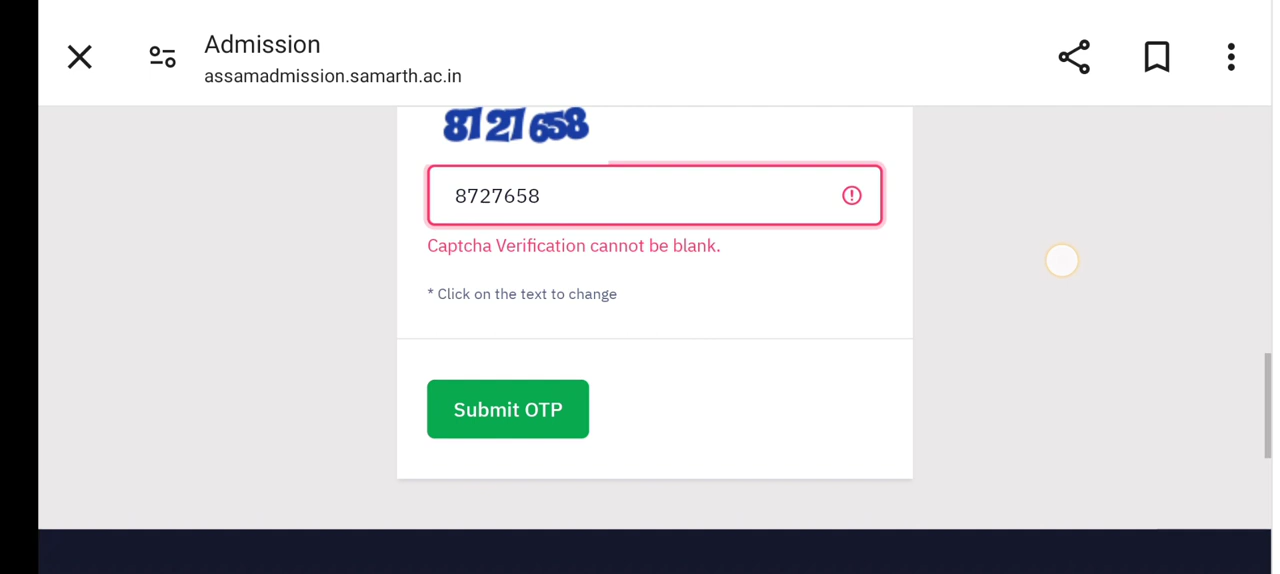 Admission
assamadmission.samarth.ac.in
8727658
Captcha Verification cannot be blank.
* Click on the text to change
Submit OTP